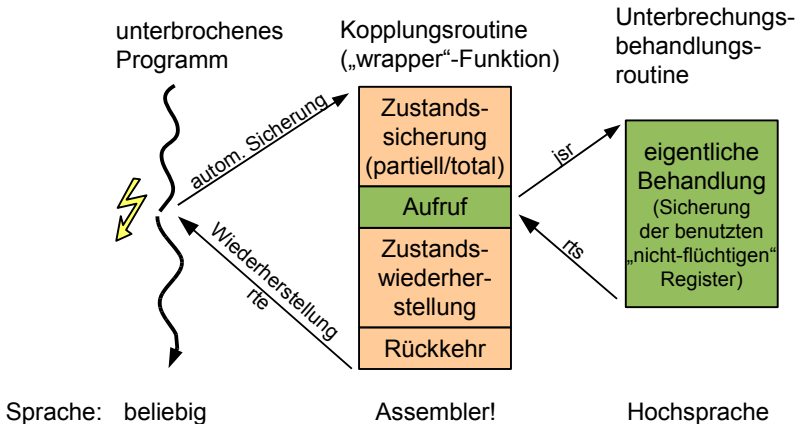 unterbrochenes
Programm
Kopplungsroutine
(„wrapper“-Funktion)
Unterbrechungs-
behandlungs-
routine
autom. Sicherung
Wiederherstellung
rte
Zustands-
sicherung
(partiell/total)
Aufruf
Zustands-
wiederher-
stellung
Rückkehr
jsr
rts
eigentliche
Behandlung
(Sicherung
der benutzten
„nicht-flüchtigen“
Register)
Sprache: beliebig Assembler! Hochsprache